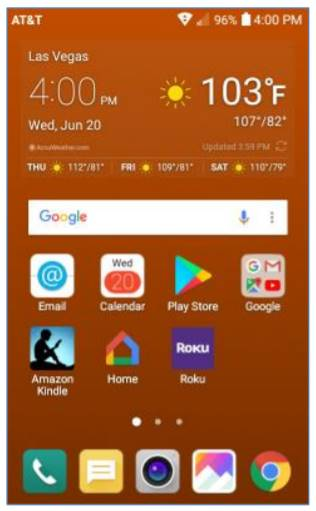 AT&T 96% 4:00 PM
Las Vegas
4:00 PM 103°F
Wed, Jun 20 107°/82°
AccuWeather.com Updated 3:59 PM
THU 112°/81° FRI 109°/81° SAT 110°/79°
Google
@ Wed 20 G M
Email Calendar Play Store Google
ROKU
Amazon Kindle Home Roku